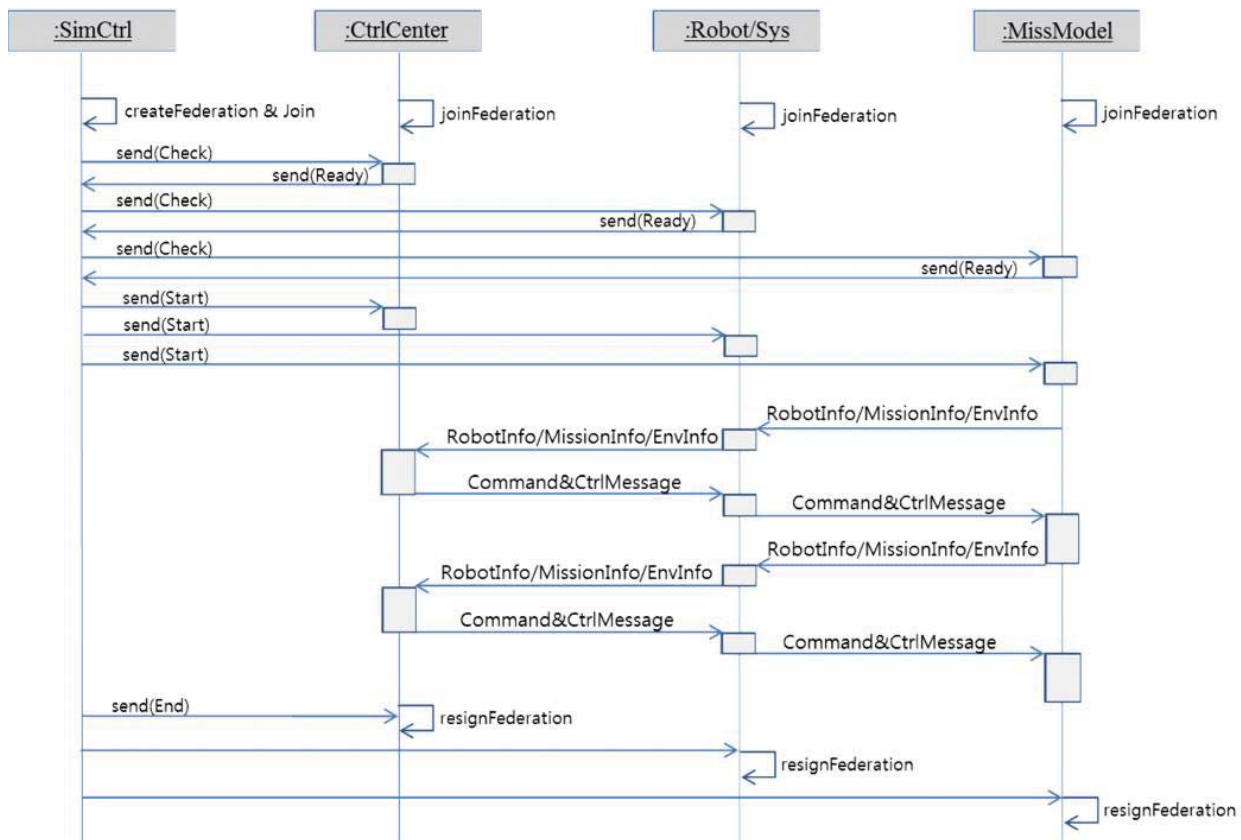 :SimCtrl
:CtrlCenter
:Robot/Sys
:MissModel
createFederation & Join
joinFederation
joinFederation
joinFederation
send(Check)
send(Ready)
send(Check)
send(Ready)
send(Check)
send(Ready)
send(Start)
send(Start)
send(Start)
RobotInfo/MissionInfo/EnvInfo
RobotInfo/MissionInfo/EnvInfo
Command&CtrlMessage
Command&CtrlMessage
RobotInfo/MissionInfo/EnvInfo
RobotInfo/MissionInfo/EnvInfo
Command&CtrlMessage
Command&CtrlMessage
send(End)
resignFederation
resignFederation
resignFederation